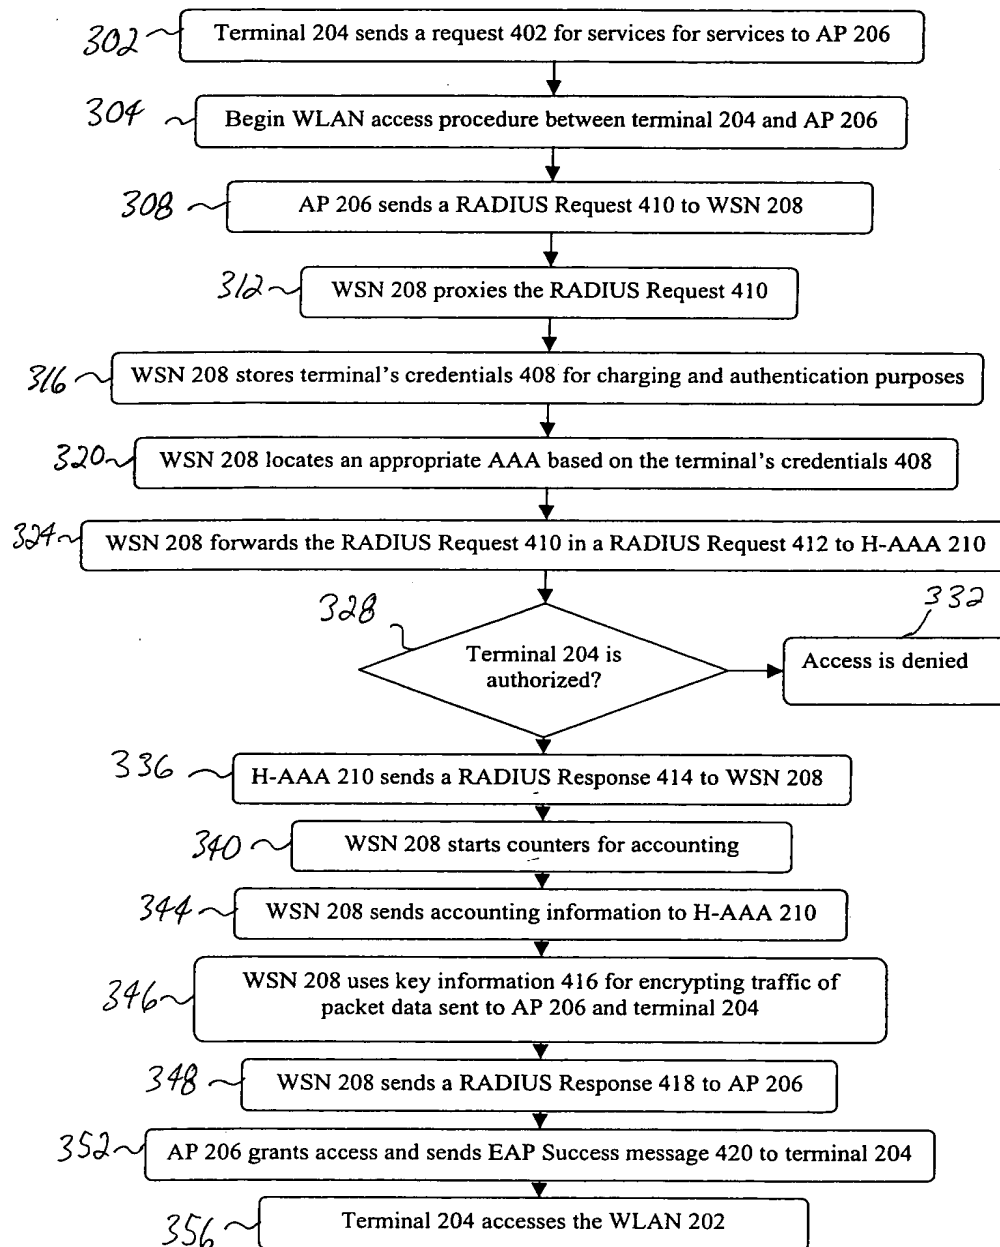 302
Terminal 204 sends a request 402 for services for services to AP 206
304
Begin WLAN access procedure between terminal 204 and AP 206
308
AP 206 sends a RADIUS Request 410 to WSN 208
312
WSN 208 proxies the RADIUS Request 410
316
WSN 208 stores terminal's credentials 408 for charging and authentication purposes
320
WSN 208 locates an appropriate AAA based on the terminal's credentials 408
324
WSN 208 forwards the RADIUS Request 410 in a RADIUS Request 412 to H-AAA 210
328
332
Terminal 204 is
authorized?
Access is denied
336
H-AAA 210 sends a RADIUS Response 414 to WSN 208
340
WSN 208 starts counters for accounting
344
WSN 208 sends accounting information to H-AAA 210
346
WSN 208 uses key information 416 for encrypting traffic of
packet data sent to AP 206 and terminal 204
348
WSN 208 sends a RADIUS Response 418 to AP 206
352
AP 206 grants access and sends EAP Success message 420 to terminal 204
356
Terminal 204 accesses the WLAN 202